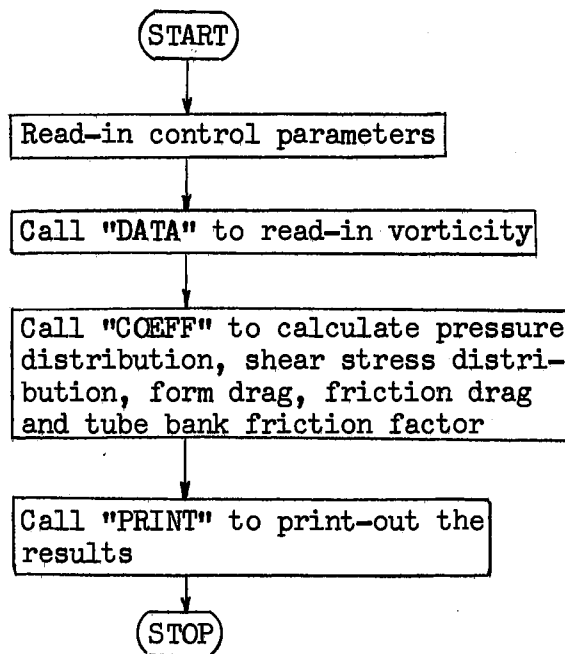 START
Read-in control parameters
Call "DATA" to read-in vorticity
Call "COEFF" to calculate pressure
distribution, shear stress distri-
bution, form drag, friction drag
and tube bank friction factor
Call "PRINT" to print-out the
results
STOP